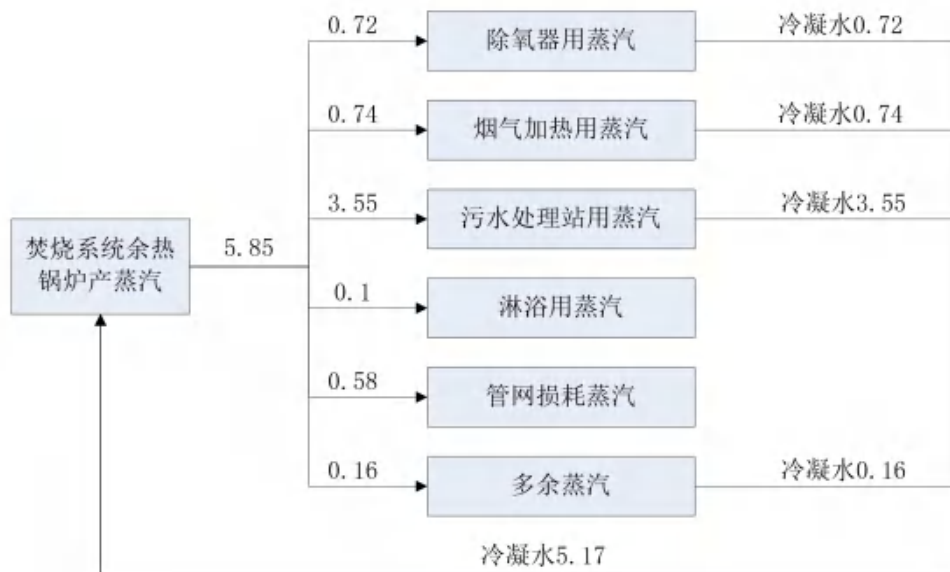 0.72
除氧器用蒸汽
冷凝水0.72
0.74
烟气加热用蒸汽
冷凝水0.74
3.55
污水处理站用蒸汽
冷凝水3.55
焚烧系统余热
锅炉产蒸汽
5.85
0.1
淋浴用蒸汽
0.58
管网损耗蒸汽
0.16
多余蒸汽
冷凝水0.16
冷凝水5.17